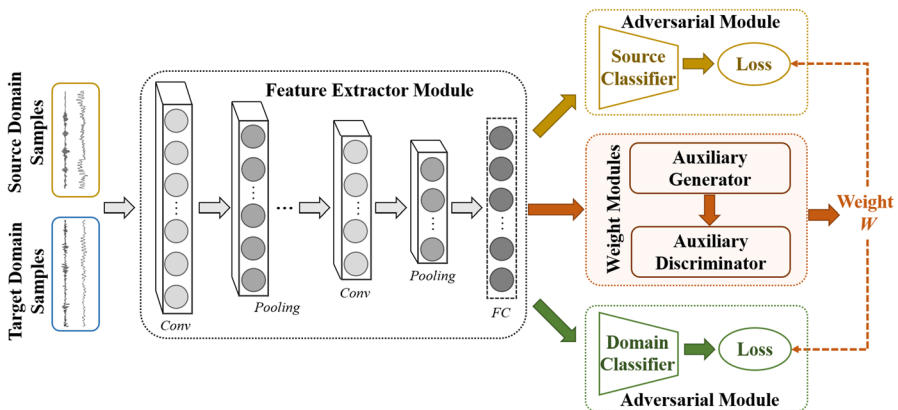 Source Domain
Samples
Target Domain
Samples
Feature Extractor Module
Conv
Pooling
...
Conv
Pooling
FC
Adversarial Module
Source
Classifier
Loss
Weight Modules
Auxiliary
Generator
Auxiliary
Discriminator
Weight
W
Domain
Classifier
Loss
Adversarial Module